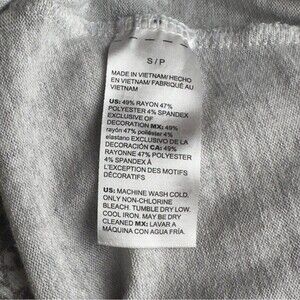 S/P
MADE IN VIETNAM/ HECHO
EN VIETNAM/ FABRIQUÉ AU
VIETNAM
US: 49% RAYON 47%
POLYESTER 4% SPANDEX
EXCLUSIVE OF
DECORATION MX: 49%
rayón 47% poliéster 4%
elastano EXCLUSIVO DE LA
DECORACIÓN CA: 49%
RAYONNE 47% POLYESTER
4% SPANDEX À
L'EXCEPTION DES MOTIFS
DÉCORATIFS
US: MACHINE WASH COLD.
ONLY NON-CHLORINE
BLEACH. TUMBLE DRY LOW.
COOL IRON. MAY BE DRY
CLEANED MX: LAVAR A
MÁQUINA CON AGUA FRÍA.